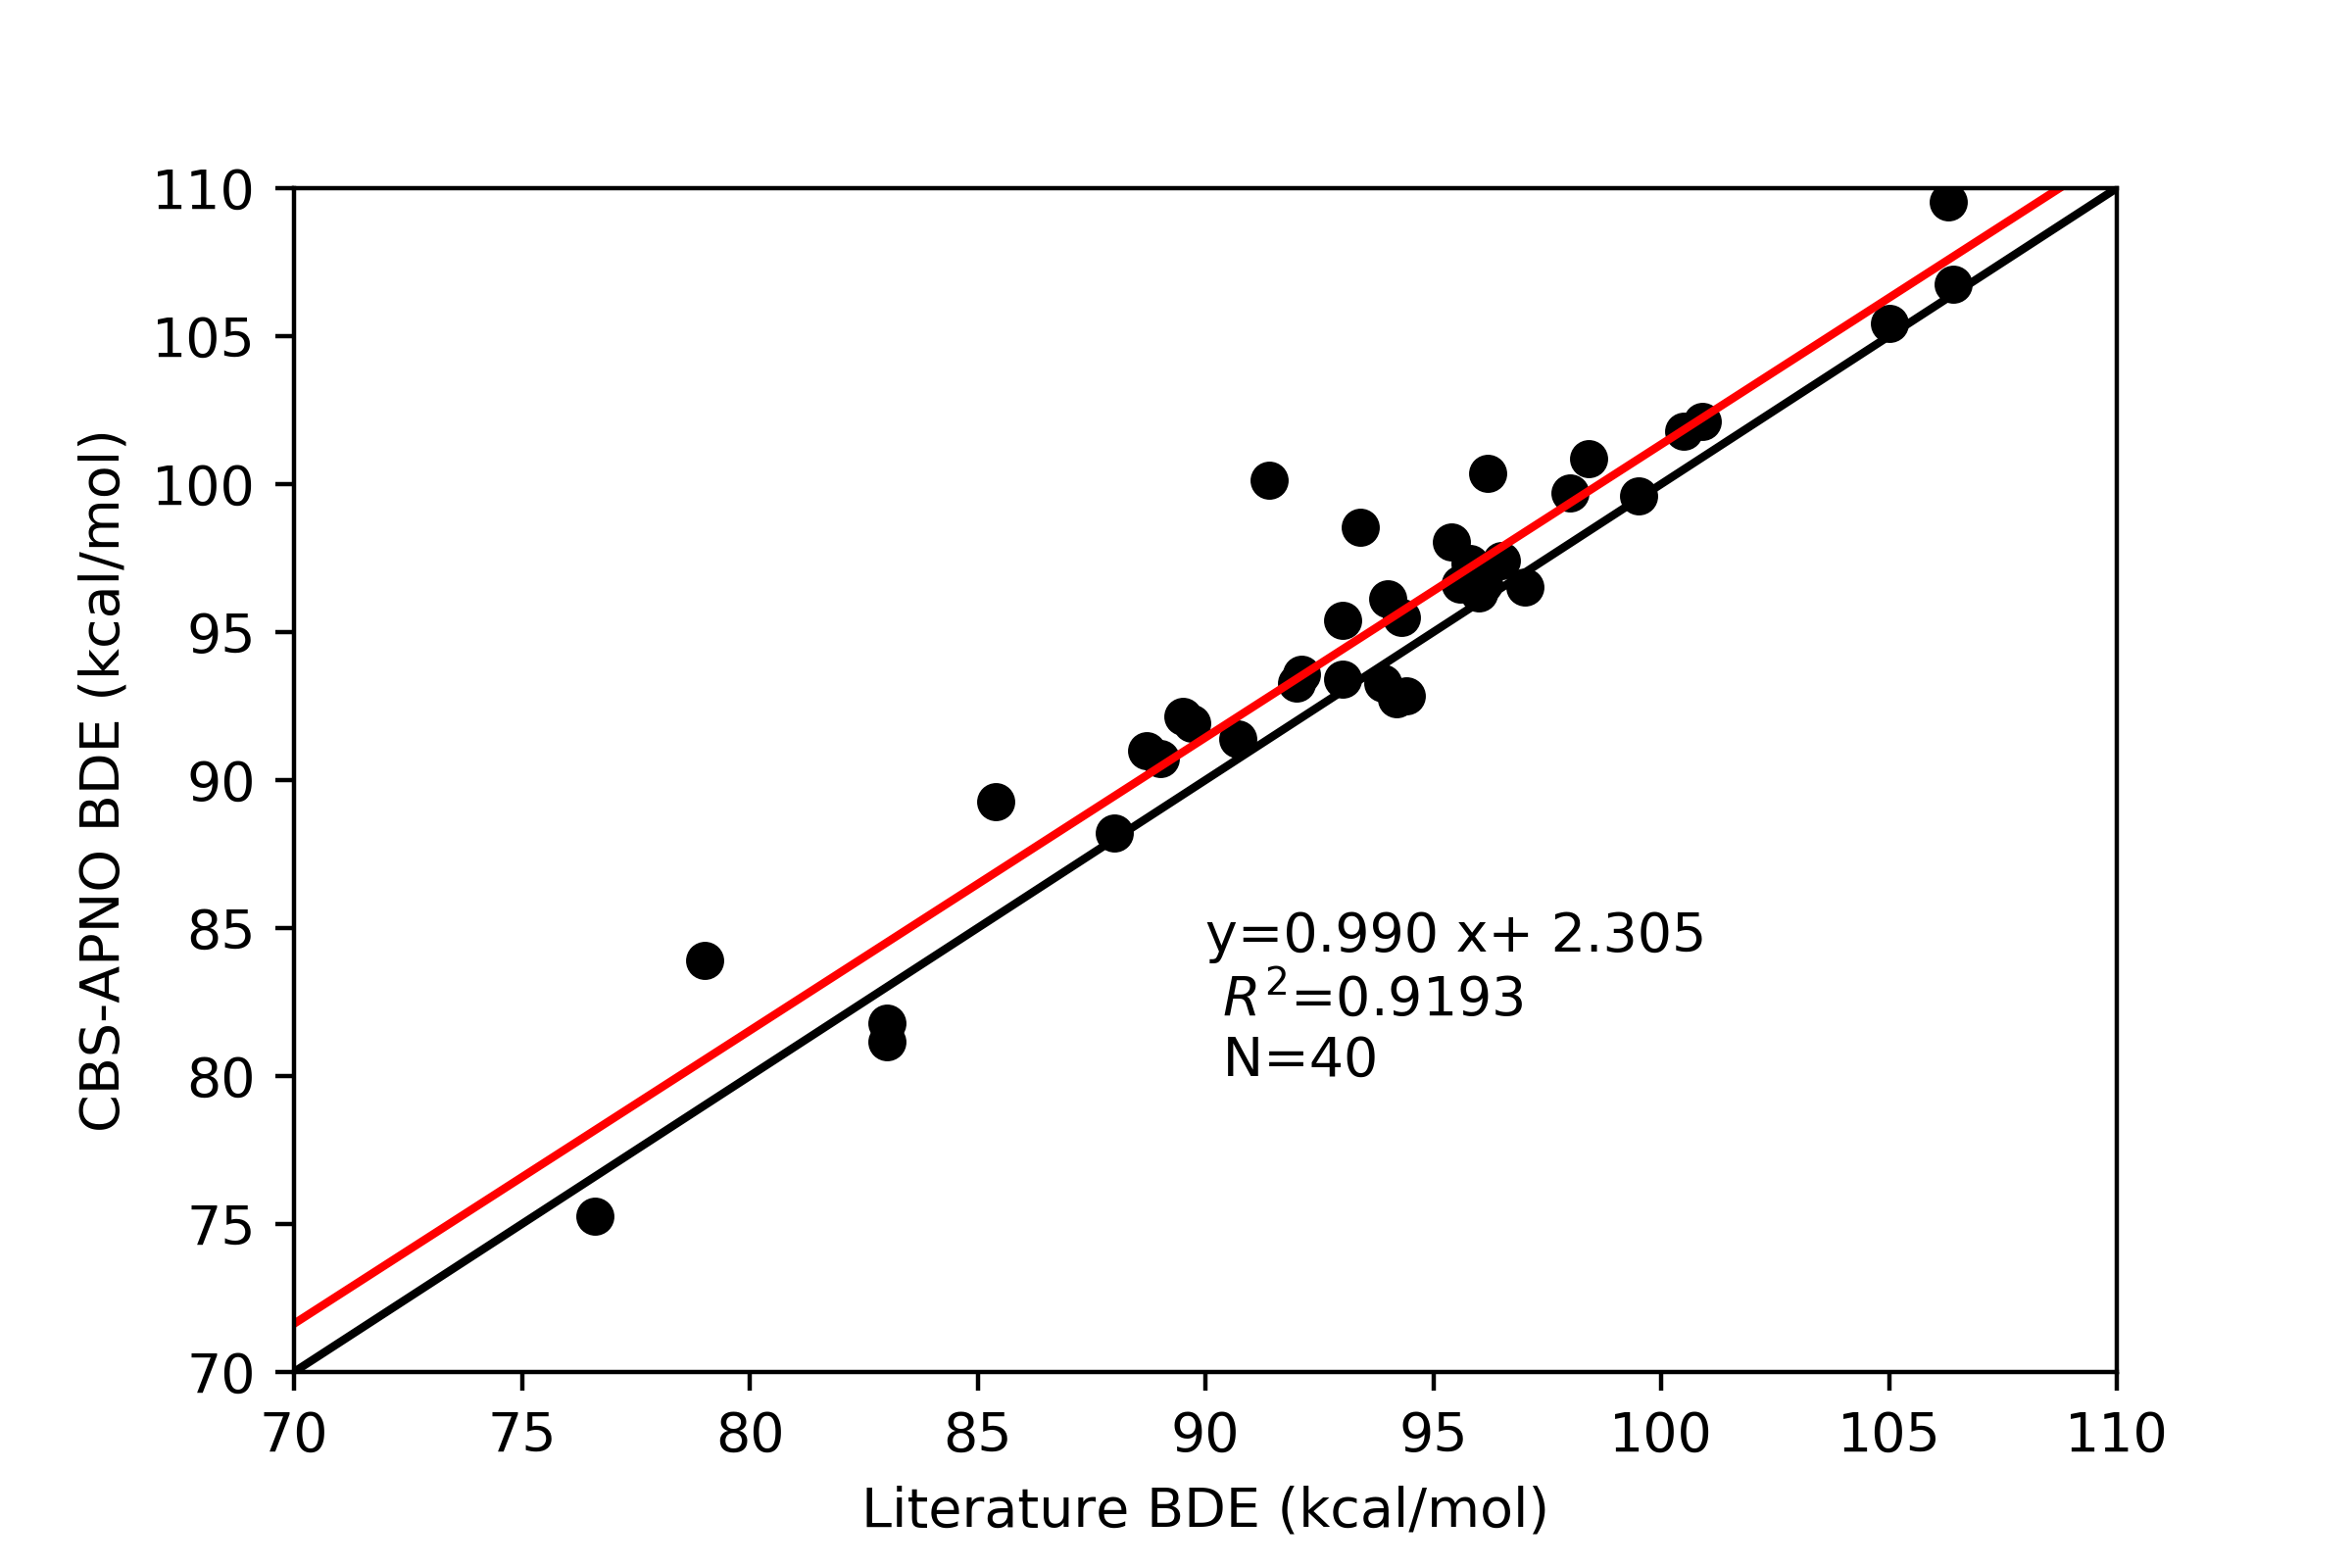 110
105
100
95
90
85
80
75
70
CBS-APNO BDE (kcal/mol)
y=0.990 x+ 2.305
R²=0.9193
N=40
70 75 80 85 90 95 100 105 110
Literature BDE (kcal/mol)